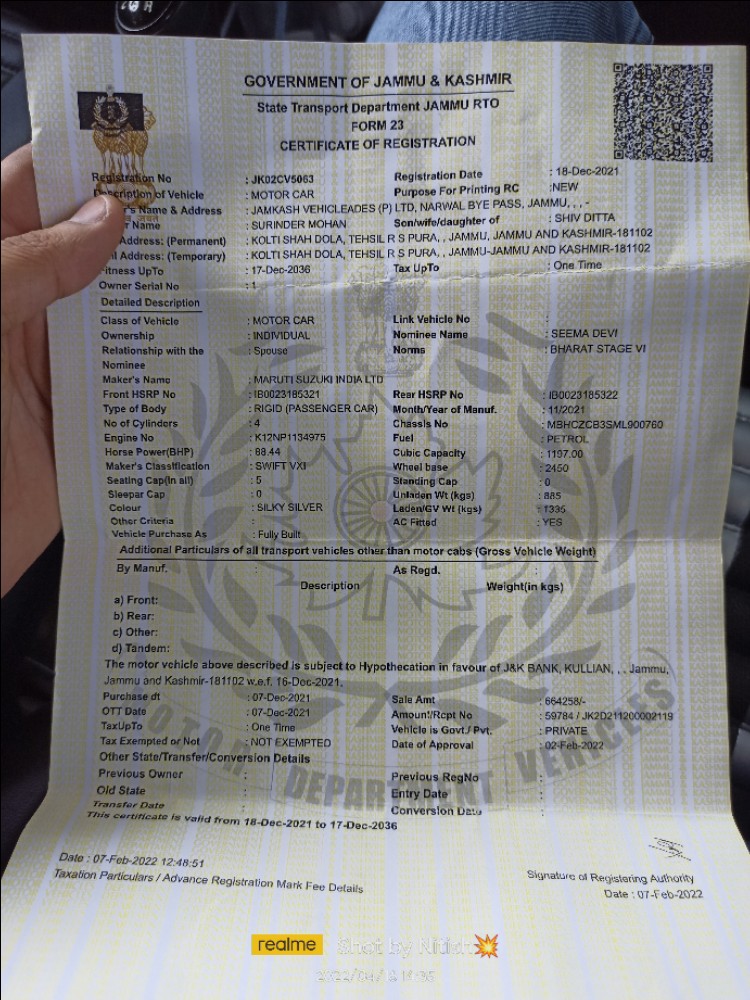 GOVERNMENT OF JAMMU & KASHMIR
State Transport Department JAMMU RTO
FORM 23
CERTIFICATE OF REGISTRATION
Registration No : JK02CV5063 Registration Date : 18-Dec-2021
Description of Vehicle : MOTOR CAR Purpose For Printing RC :NEW
's Name & Address : JAMKASH VEHICLEADES (P) LTD, NARWAL BYE PASS, JAMMU, , , -
Name : SURINDER MOHAN Son/wife/daughter of : SHIV DITTA
Address: (Permanent) : KOLTI SHAH DOLA, TEHSIL R S PURA, , JAMMU, JAMMU AND KASHMIR-181102
Address: (Temporary) : KOLTI SHAH DOLA, TEHSIL R S PURA, , JAMMU-JAMMU AND KASHMIR-181102
Fitness UpTo : 17-Dec-2036 Tax UpTo : One Time
Owner Serial No : 1
Detailed Description
Class of Vehicle : MOTOR CAR Link Vehicle No :
Ownership : INDIVIDUAL Nominee Name : SEEMA DEVI
Relationship with the : Spouse Norms : BHARAT STAGE VI
Nominee
Maker's Name : MARUTI SUZUKI INDIA LTD
Front HSRP No : IB0023185321 Rear HSRP No : IB0023185322
Type of Body : RIGID (PASSENGER CAR) Month/Year of Manuf. : 11/2021
No of Cylinders : 4 Chassis No : MBHCZCB3SML900760
Engine No : K12NP1134975 Fuel : PETROL
Horse Power(BHP) : 88.44 Cubic Capacity : 1197.00
Maker's Classification : SWIFT VXI Wheel base : 2450
Seating Cap(in all) : 5 Standing Cap : 0
Sleepar Cap : 0 Unladen Wt (kgs) : 885
Colour : SILKY SILVER Laden/GV Wt (kgs) : 1335
Other Criteria : AC Fitted : YES
Vehicle Purchase As : Fully Built
Additional Particulars of all transport vehicles other than motor cabs (Gross Vehicle Weight)
By Manuf. : As Regd. :
Description Weight(in kgs)
a) Front:
b) Rear:
c) Other:
d) Tandem:
The motor vehicle above described is subject to Hypothecation in favour of J&K BANK, KULLIAN, , , Jammu,
Jammu and Kashmir-181102 w.e.f. 16-Dec-2021.
Purchase dt : 07-Dec-2021 Sale Amt : 664258/-
OTT Date : 07-Dec-2021 Amount/Rcpt No : 59784 / JK2D211200002119
TaxUpTo : One Time Vehicle is Govt./ Pvt. : PRIVATE
Tax Exempted or Not : NOT EXEMPTED Date of Approval : 02-Feb-2022
Other State/Transfer/Conversion Details
Previous Owner : Previous RegNo :
Old State : Entry Date :
Transfer Date : Conversion Date :
This certificate is valid from 18-Dec-2021 to 17-Dec-2036
Date : 07-Feb-2022 12:48:51
Taxation Particulars / Advance Registration Mark Fee Details
Signature of Registering Authority
Date : 07-Feb-2022
MOTOR VEHICLES DEPARTMENT
realme Shot by Nitish💥